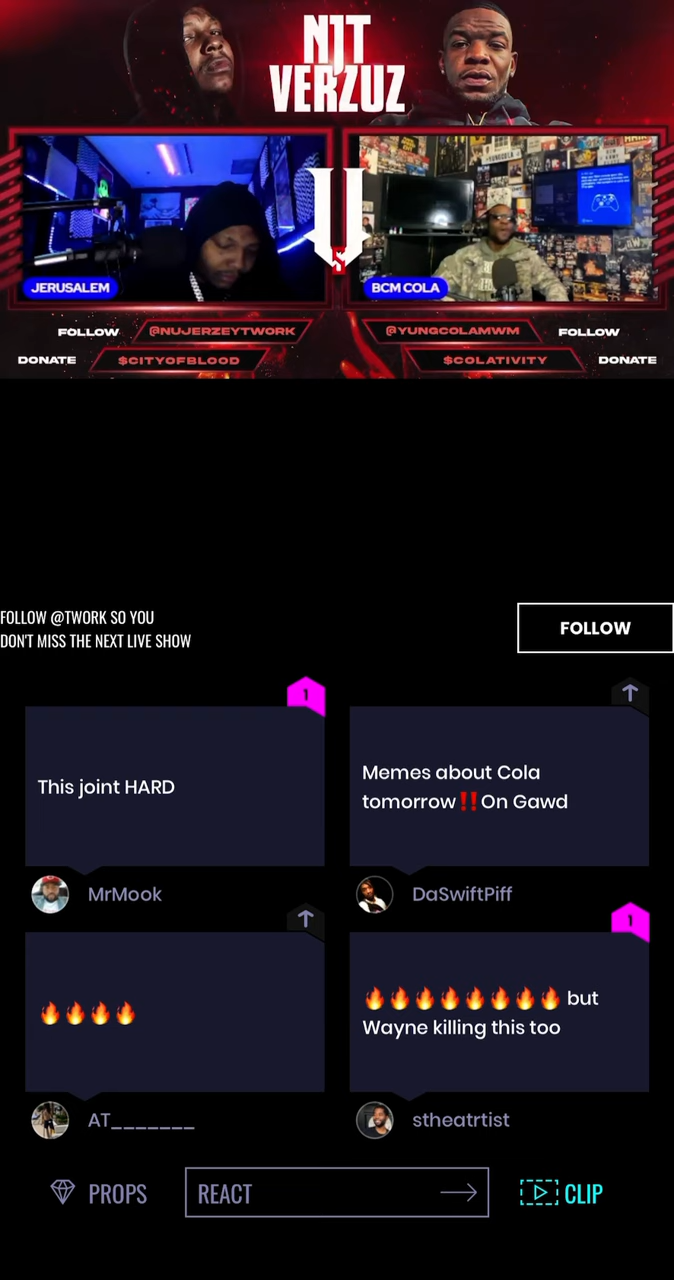 NJT
VERZUZ
JERUSALEM
BCM COLA
FOLLOW
@NUJERZEYTWORK
@YUNGCOLAMWM
FOLLOW
DONATE
$CITYOFBLOOD
$COLATIVITY
DONATE
FOLLOW @TWORK SO YOU
DON'T MISS THE NEXT LIVE SHOW
FOLLOW
1
This joint HARD
MrMook
Memes about Cola
tomorrow‼️On Gawd
DaSwiftPiff
🔥🔥🔥🔥
AT_______
1
🔥🔥🔥🔥🔥🔥🔥🔥 but
Wayne killing this too
stheatrtist
PROPS
REACT
CLIP